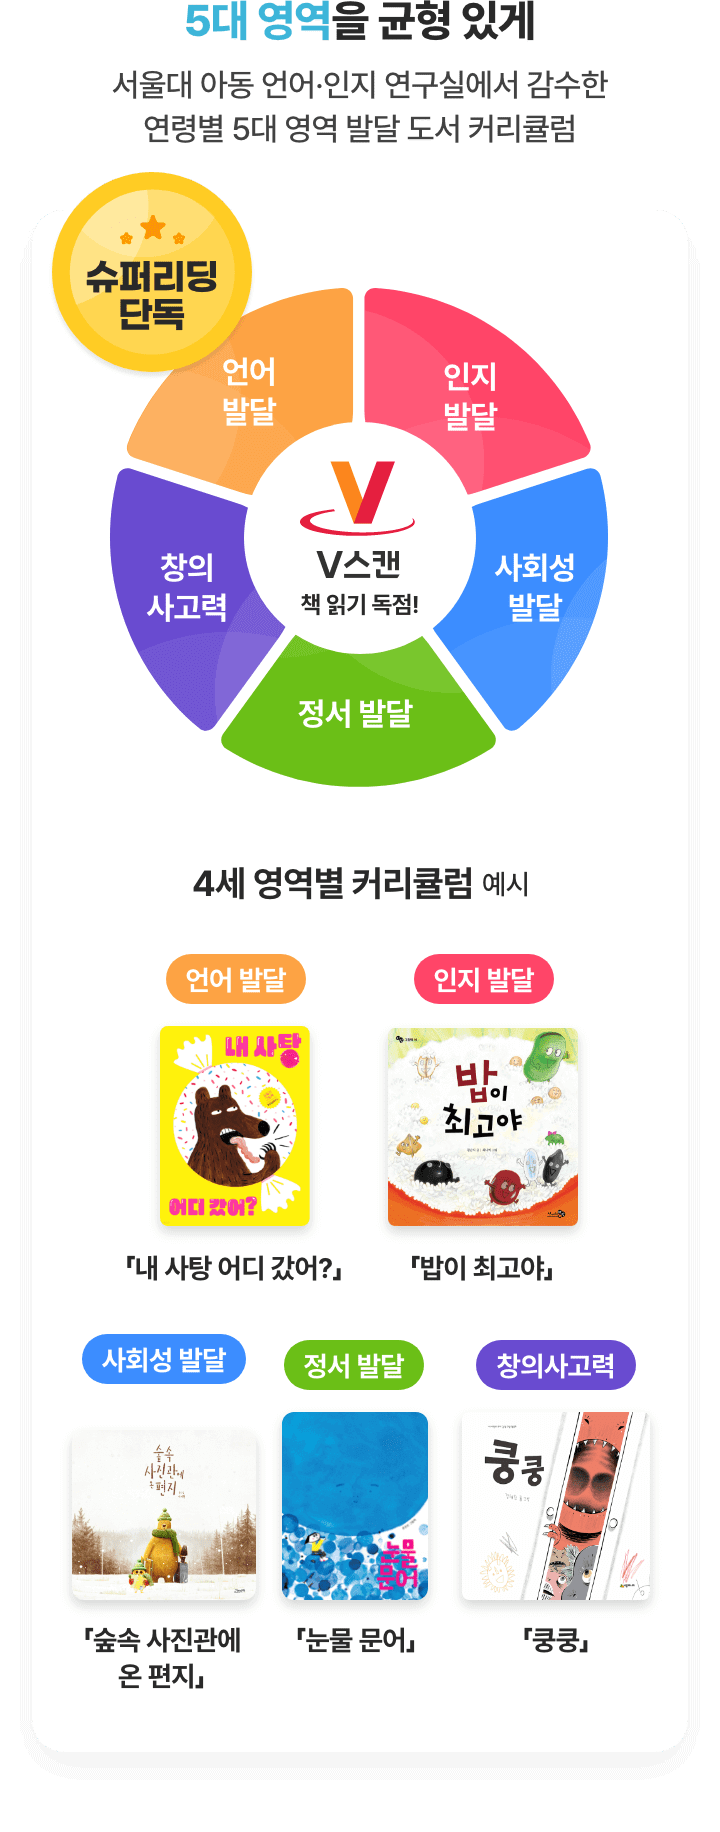 5대 영역을 균형 있게
서울대 아동 언어·인지 연구실에서 감수한
연령별 5대 영역 발달 도서 커리큘럼
슈퍼리딩
단독
언어
발달
인지
발달
창의
사고력
V스캔
책 읽기 독점!
사회성
발달
정서 발달
4세 영역별 커리큘럼 예시
언어 발달
인지 발달
내 사탕
어디 갔어?
밥이
최고야
「내 사탕 어디 갔어?」
「밥이 최고야」
사회성 발달
정서 발달
창의사고력
숲속
사진관에
온 편지
눈물
문어
쿵쿵
「숲속 사진관에
온 편지」
「눈물 문어」
「쿵쿵」